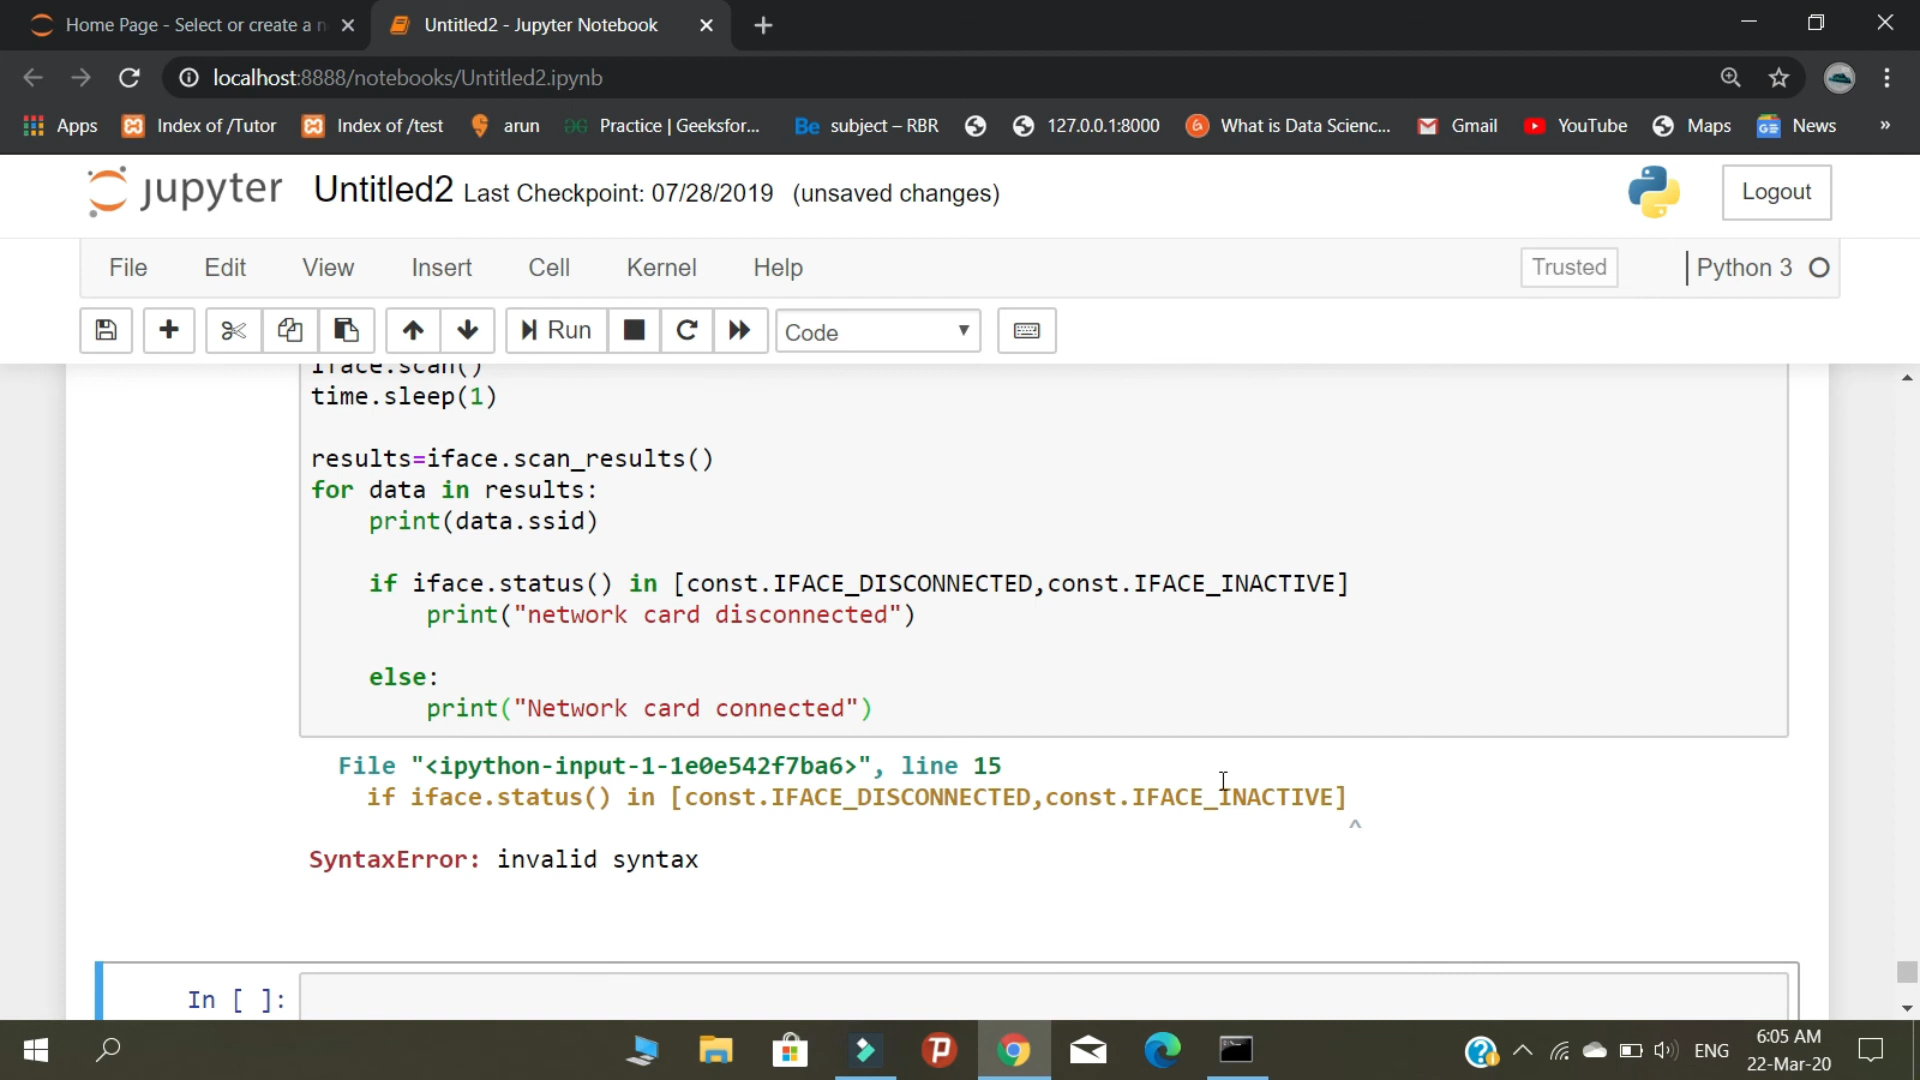 Home Page - Select or create a n
Untitled2 - Jupyter Notebook
localhost:8888/notebooks/Untitled2.ipynb
Apps
Index of /Tutor
Index of /test
arun
Practice | Geeksfor...
Be subject – RBR
127.0.0.1:8000
What is Data Scienc...
Gmail
YouTube
Maps
GE News
»
jupyter Untitled2 Last Checkpoint: 07/28/2019 (unsaved changes)
Logout
File Edit View Insert Cell Kernel Help
Trusted
Python 3
Run
Code
iface.scan()
time.sleep(1)
results=iface.scan_results()
for data in results:
print(data.ssid)
if iface.status() in [const.IFACE_DISCONNECTED,const.IFACE_INACTIVE]
print("network card disconnected")
else:
print("Network card connected")
File "<ipython-input-1-1e0e542f7ba6>", line 15
if iface.status() in [const.IFACE_DISCONNECTED,const.IFACE_INACTIVE]
^
SyntaxError: invalid syntax
In [ ]:
ENG
6:05 AM
22-Mar-20